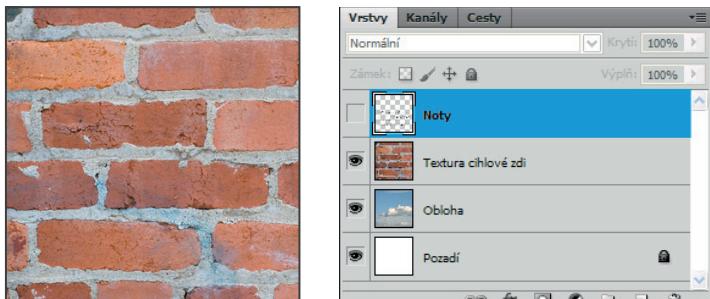 Vrstvy Kanály Cesty
Normální Krytí: 100%
Zámek: Výplň: 100%
Noty
Textura cihlové zdi
Obloha
Pozadí